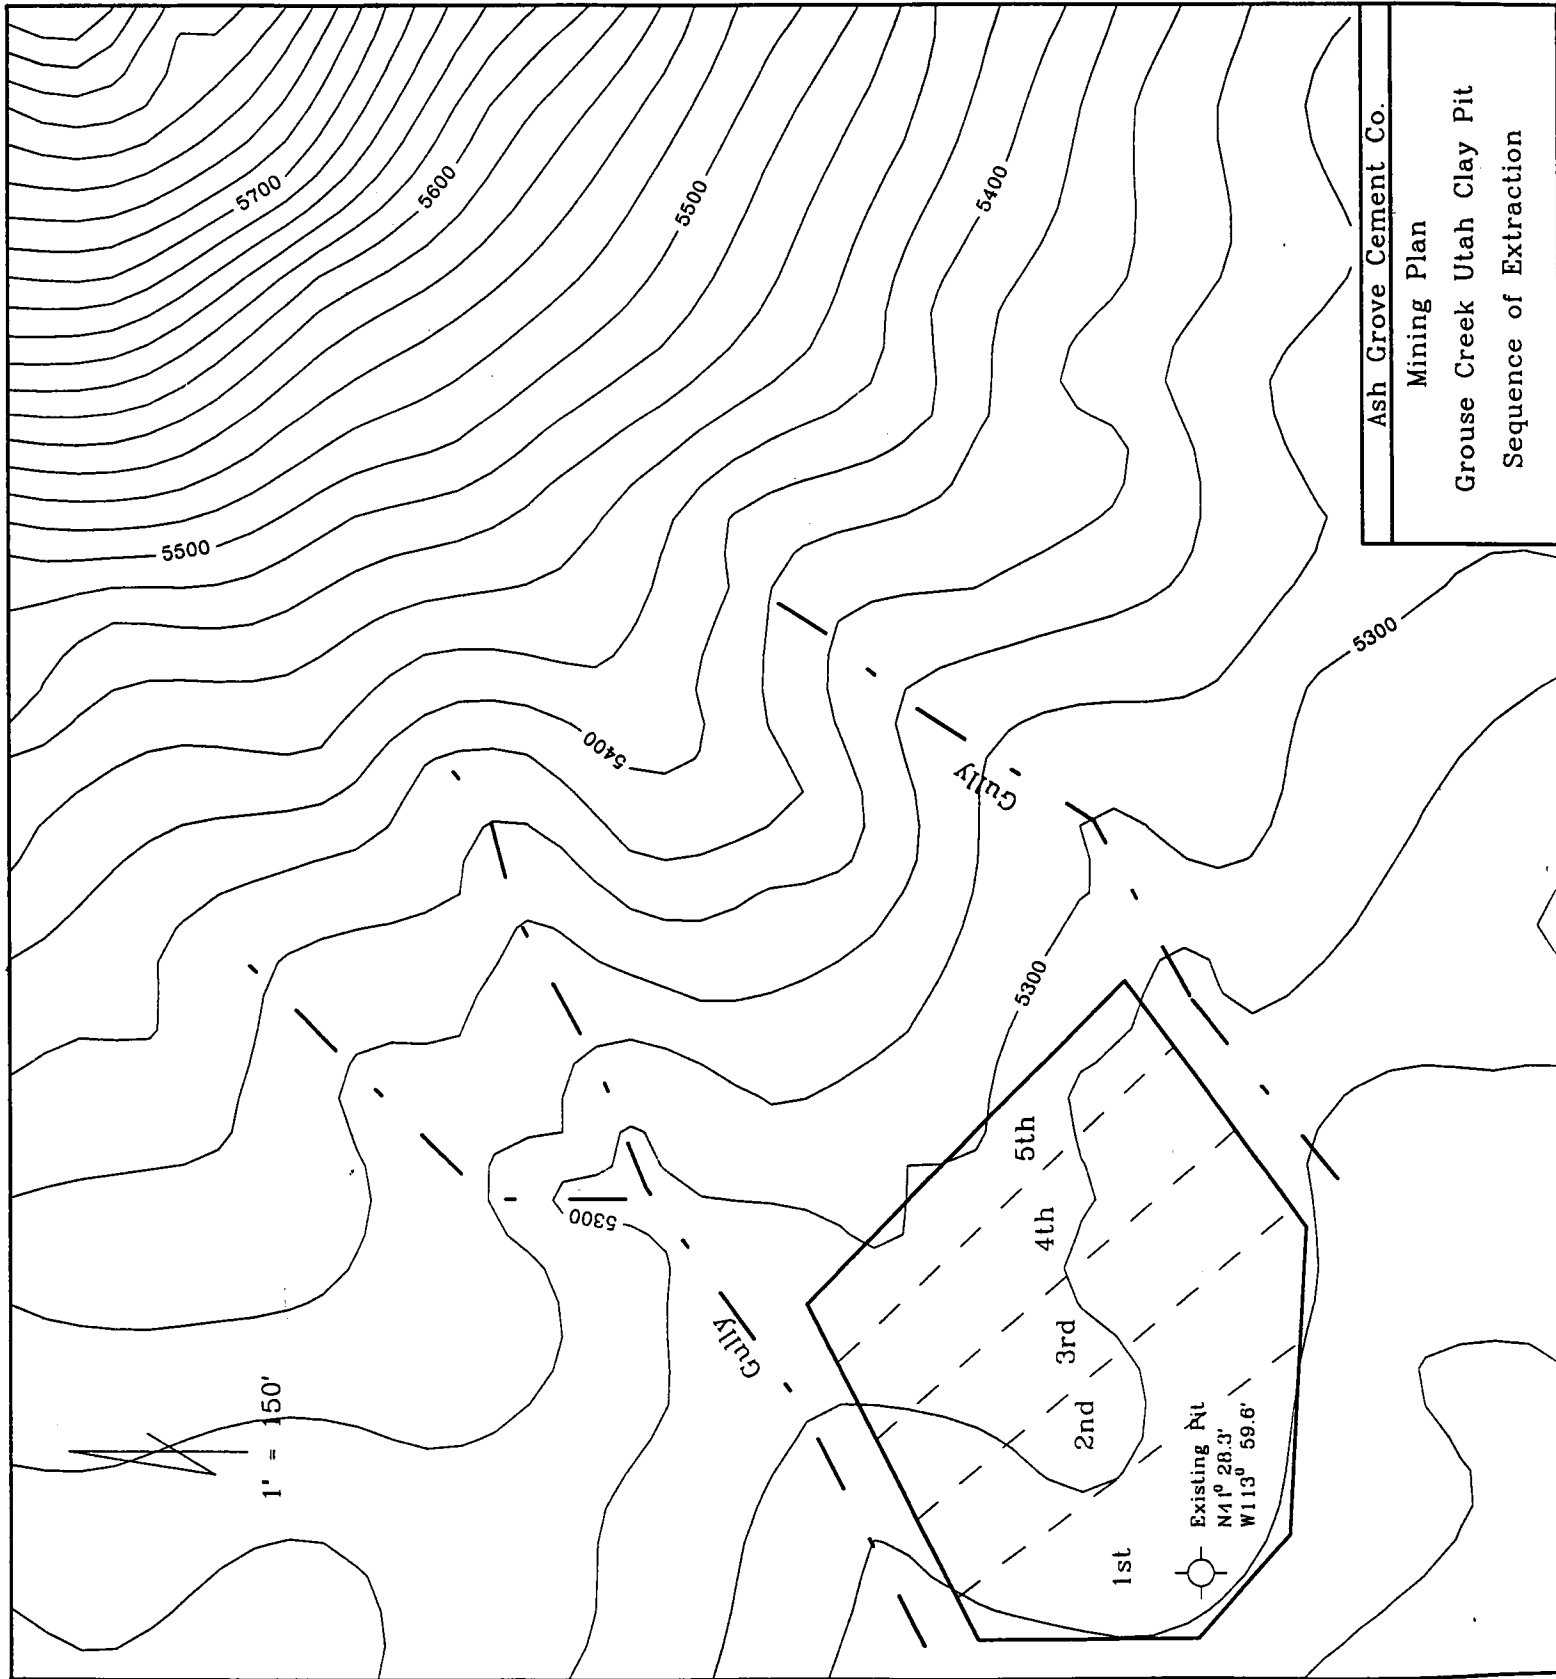 Ash Grove Cement Co.
Mining Plan
Grouse Creek Utah Clay Pit
Sequence of Extraction
1' = 150'
5700
5600
5500
5400
5500
5400
5300
5300
5300
Gully
Gully
5th
4th
3rd
2nd
1st
Existing Pit
N41⁰ 28.3'
W113⁰ 59.6'